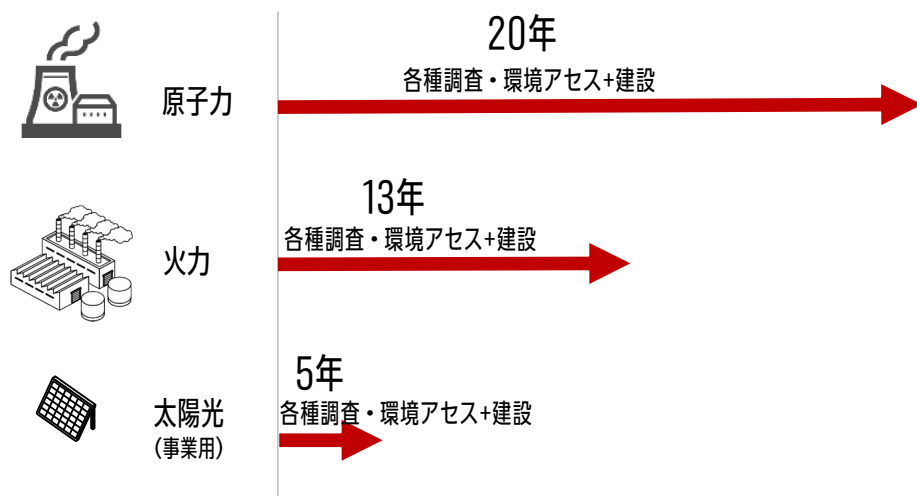 20年
各種調査・環境アセス+建設
原子力
13年
各種調査・環境アセス+建設
火力
5年
各種調査・環境アセス+建設
太陽光
(事業用)